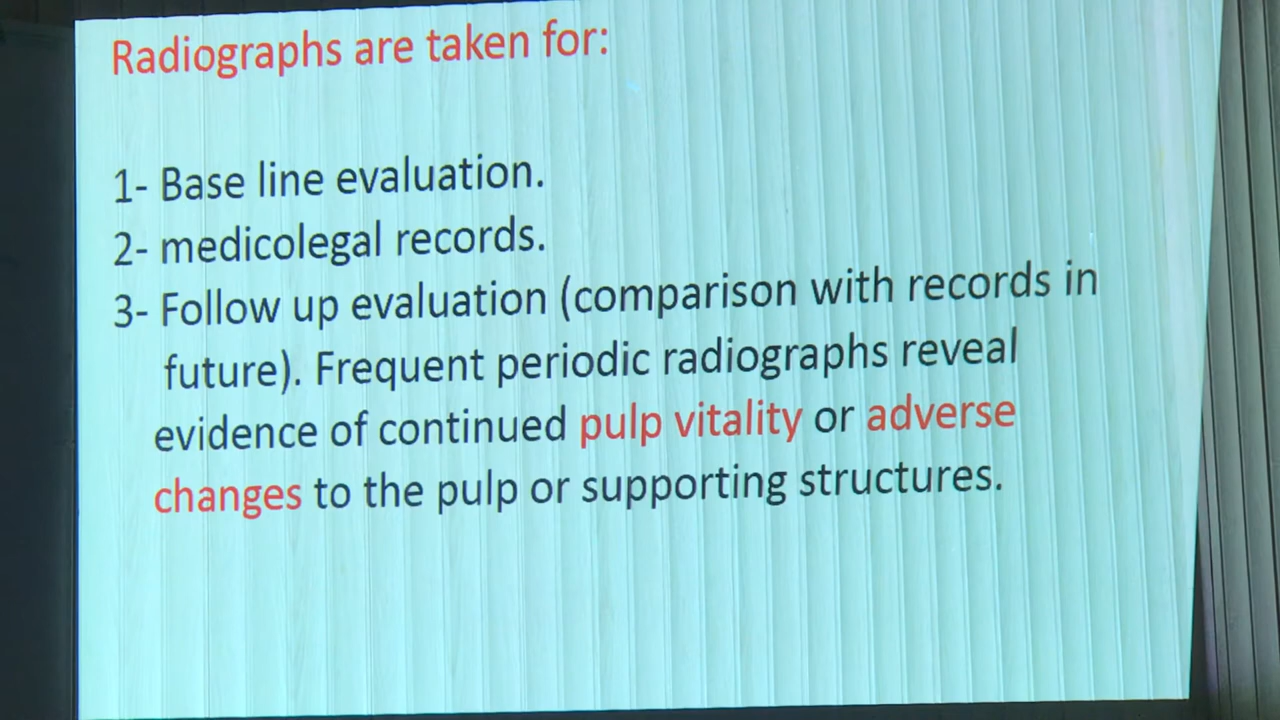 Radiographs are taken for:
1- Base line evaluation.
2- medicolegal records.
3- Follow up evaluation (comparison with records in
future). Frequent periodic radiographs reveal
evidence of continued pulp vitality or adverse
changes to the pulp or supporting structures.